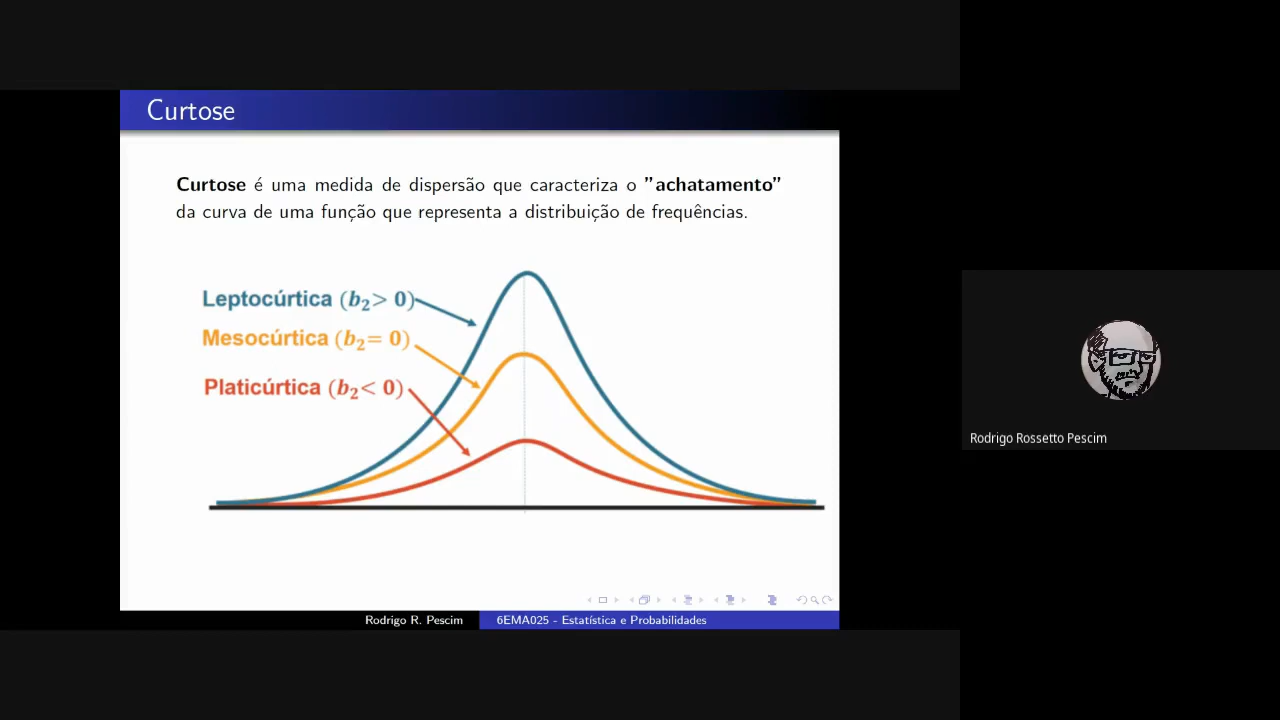 Curtose
Curtose é uma medida de dispersão que caracteriza o ”achatamento”
da curva de uma função que representa a distribuição de frequências.
Leptocúrtica (b₂> 0)
Mesocúrtica (b₂= 0)
Platicúrtica (b₂< 0)
Rodrigo Rossetto Pescim
Rodrigo R. Pescim
6EMA025 - Estatística e Probabilidades